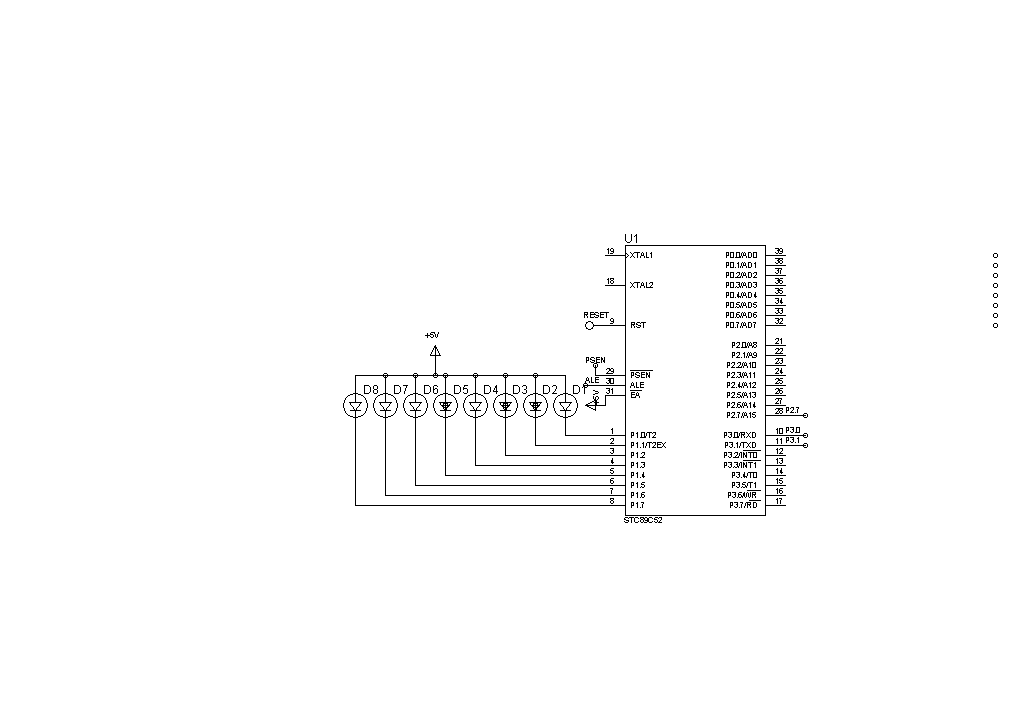 U1
19 XTAL1 P0.0/AD0 39
P0.1/AD1 38
P0.2/AD2 37
18 XTAL2 P0.3/AD3 36
P0.4/AD4 35
P0.5/AD5 34
P0.6/AD6 33
RESET 9 RST P0.7/AD7 32
+5V
P2.0/A8 21
P2.1/A9 22
P2.2/A10 23
PSEN 29 PSEN P2.3/A11 24
ALE 30 ALE P2.4/A12 25
+5V 31 EA P2.5/A13 26
D8 D7 D6 D5 D4 D3 D2 D1
P2.6/A14 27
P2.7/A15 28 P2.7
1 P1.0/T2 P3.0/RXD 10 P3.0
2 P1.1/T2EX P3.1/TXD 11 P3.1
3 P1.2 P3.2/INT0 12
4 P1.3 P3.3/INT1 13
5 P1.4 P3.4/T0 14
6 P1.5 P3.5/T1 15
7 P1.6 P3.6/WR 16
8 P1.7 P3.7/RD 17
STC89C52